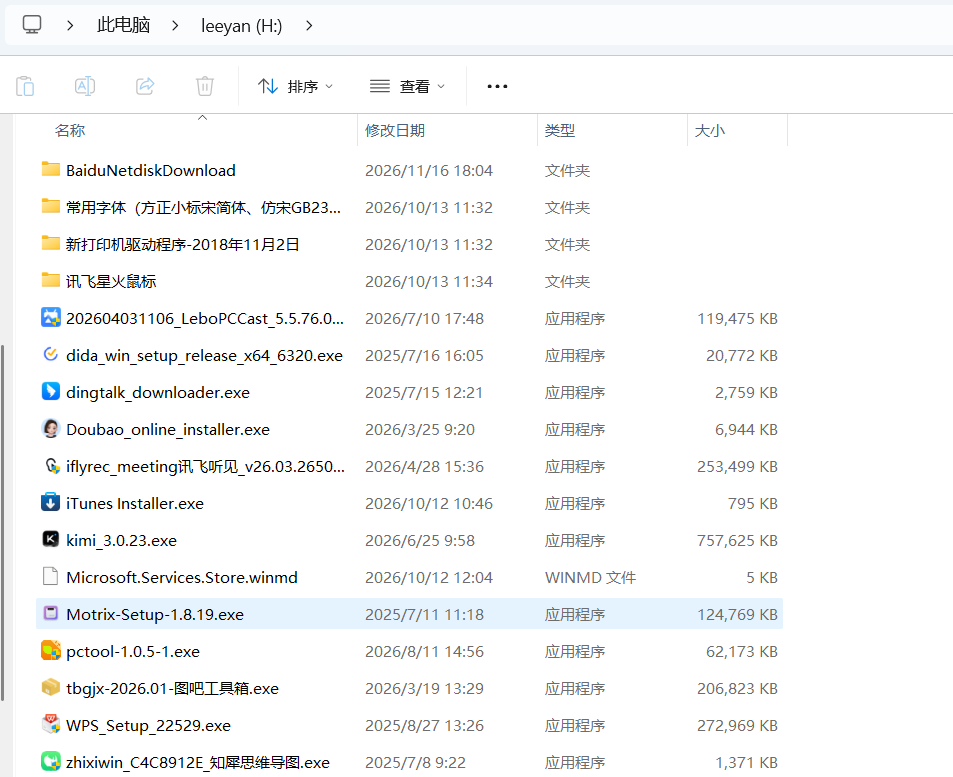 此电脑 > leeyan (H:) >
排序 查看 ...
名称 修改日期 类型 大小
BaiduNetdiskDownload 2026/11/16 18:04 文件夹
常用字体（方正小标宋简体、仿宋GB23... 2026/10/13 11:32 文件夹
新打印机驱动程序-2018年11月2日 2026/10/13 11:32 文件夹
讯飞星火鼠标 2026/10/13 11:34 文件夹
202604031106_LeboPCCast_5.5.76.0... 2026/7/10 17:48 应用程序 119,475 KB
dida_win_setup_release_x64_6320.exe 2025/7/16 16:05 应用程序 20,772 KB
dingtalk_downloader.exe 2025/7/15 12:21 应用程序 2,759 KB
Doubao_online_installer.exe 2026/3/25 9:20 应用程序 6,944 KB
iflyrec_meeting讯飞听见_v26.03.2650... 2026/4/28 15:36 应用程序 253,499 KB
iTunes Installer.exe 2026/10/12 10:46 应用程序 795 KB
kimi_3.0.23.exe 2026/6/25 9:58 应用程序 757,625 KB
Microsoft.Services.Store.winmd 2026/10/12 12:04 WINMD 文件 5 KB
Motrix-Setup-1.8.19.exe 2025/7/11 11:18 应用程序 124,769 KB
pctool-1.0.5-1.exe 2026/8/11 14:56 应用程序 62,173 KB
tbgjx-2026.01-图吧工具箱.exe 2026/3/19 13:29 应用程序 206,823 KB
WPS_Setup_22529.exe 2025/8/27 13:26 应用程序 272,969 KB
zhixiwin_C4C8912E_知犀思维导图.exe 2025/7/8 9:22 应用程序 1,371 KB